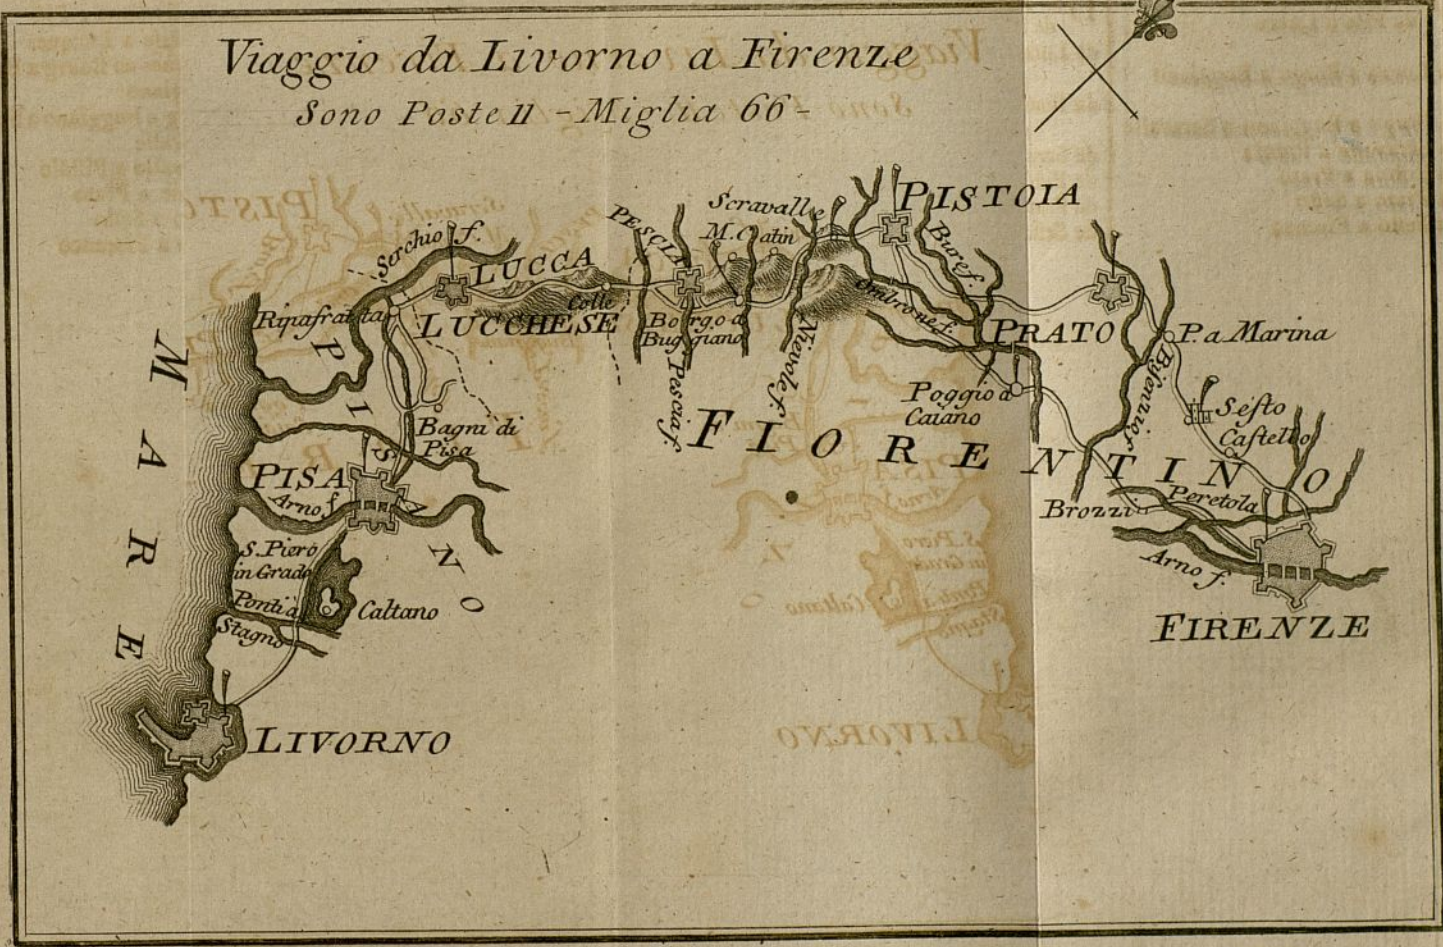 Viaggio da Livorno a Firenze
Sono Poste 11 - Miglia 66 -
PISTOIA
Seravalle
PESCIA
M. Catin
Serchio f.
LUCCA
Bure f.
Ombrone f.
Colle
Ripafratta
LUCCHESE
Borgo a
Buggiano
PRATO
P. a Marina
Nievole f.
Pescia f.
Bisenzio f.
Poggio a
Caiano
Sesto
Castello
Bagni di
Pisa
FIORENTINO
PISANO
MARE
PISA
Arno f.
Peretola
Brozzi
S. Piero
in Grado
Arno f.
Ponti a
Stagno
Caltano
FIRENZE
LIVORNO